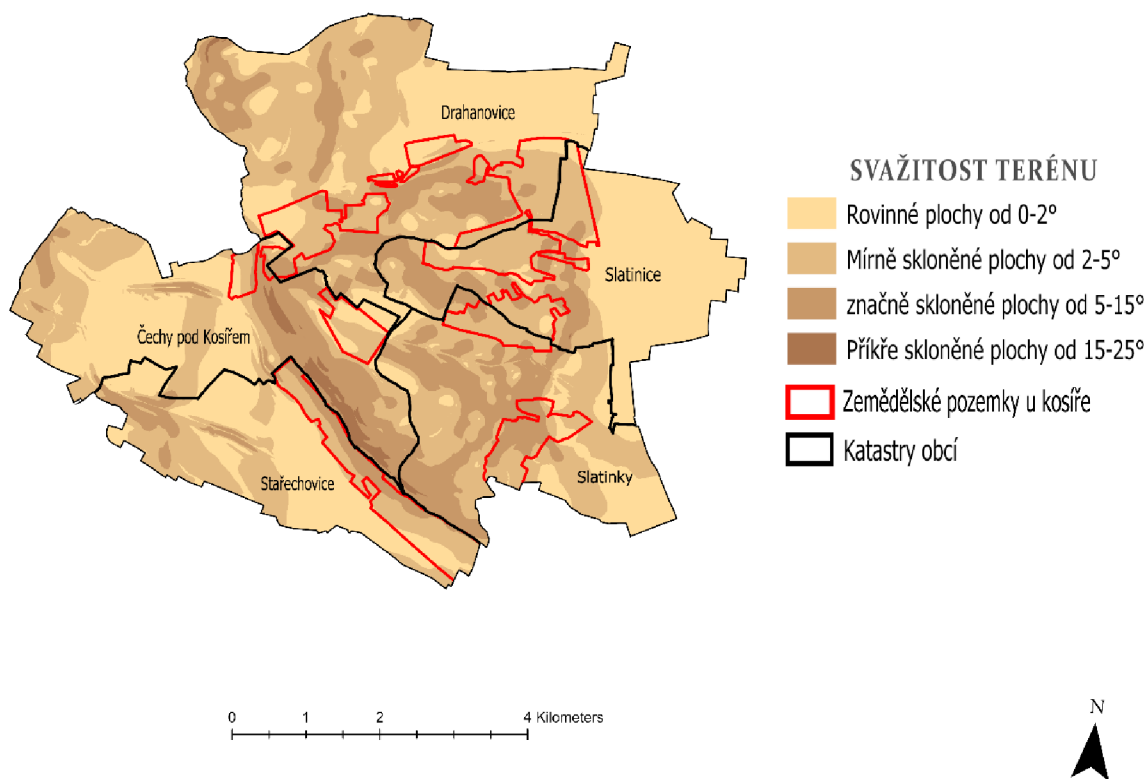 Drahanovice
Slatinice
Čechy pod Kosířem
Stařechovice
Slatinky
SVAŽITOST TERÉNU
Rovinné plochy od 0-2°
Mírně skloněné plochy od 2-5°
značně skloněné plochy od 5-15°
Příkře skloněné plochy od 15-25°
Zemědělské pozemky u kosíře
Katastry obcí
0 1 2 4 Kilometers
N